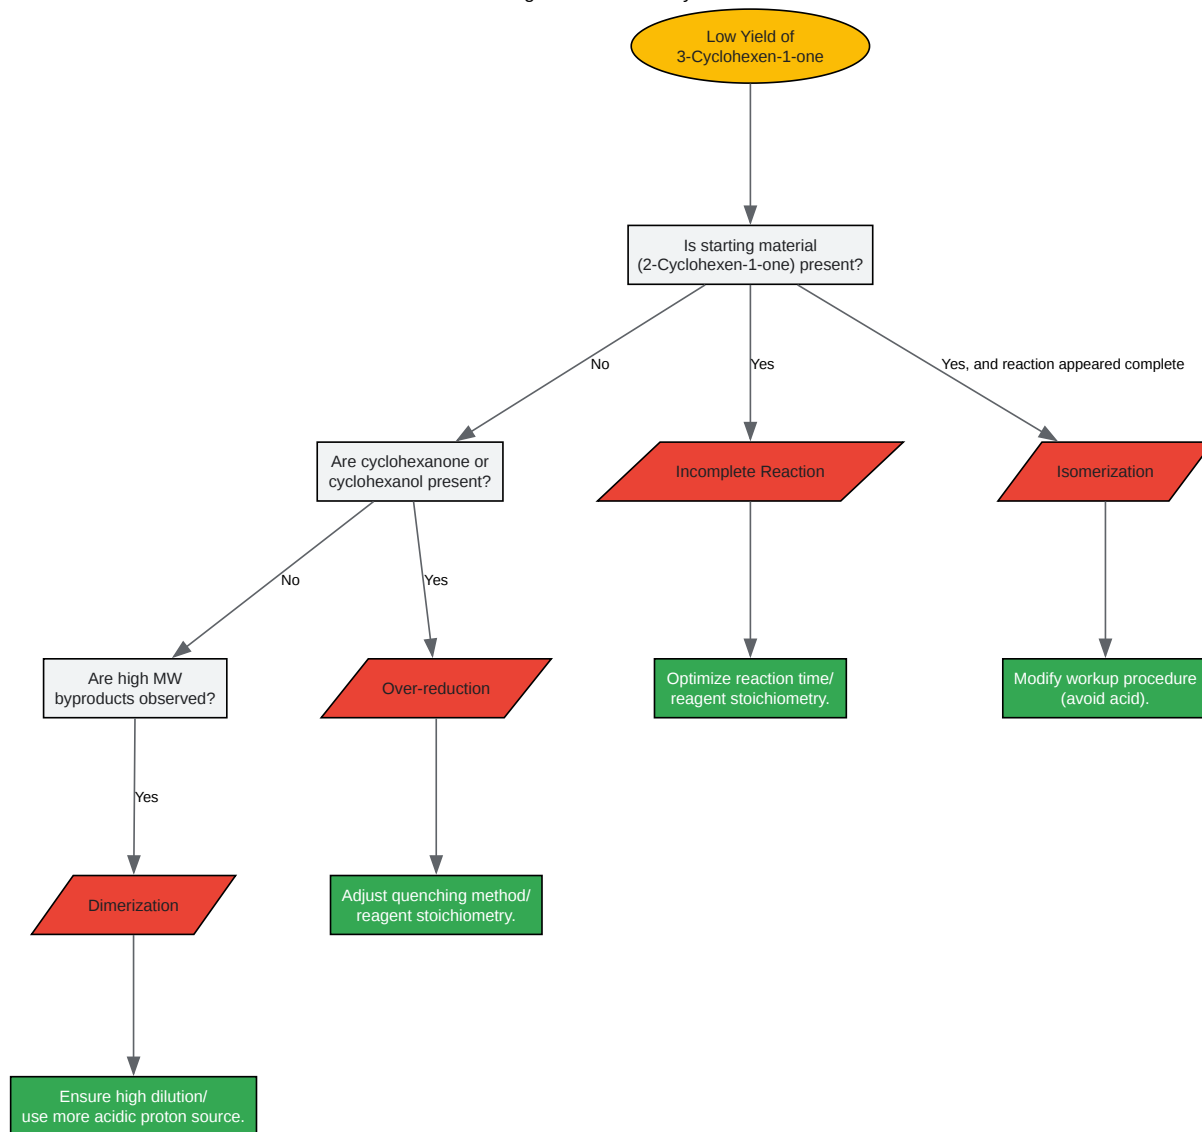 Low Yield of
3-Cyclohexen-1-one
Is starting material
(2-Cyclohexen-1-one) present?
No
Yes
Yes, and reaction appeared complete
Are cyclohexanone or
cyclohexanol present?
Incomplete Reaction
Isomerization
No
Yes
Are high MW
byproducts observed?
Over-reduction
Optimize reaction time/
reagent stoichiometry.
Modify workup procedure
(avoid acid).
Yes
Dimerization
Adjust quenching method/
reagent stoichiometry.
Ensure high dilution/
use more acidic proton source.